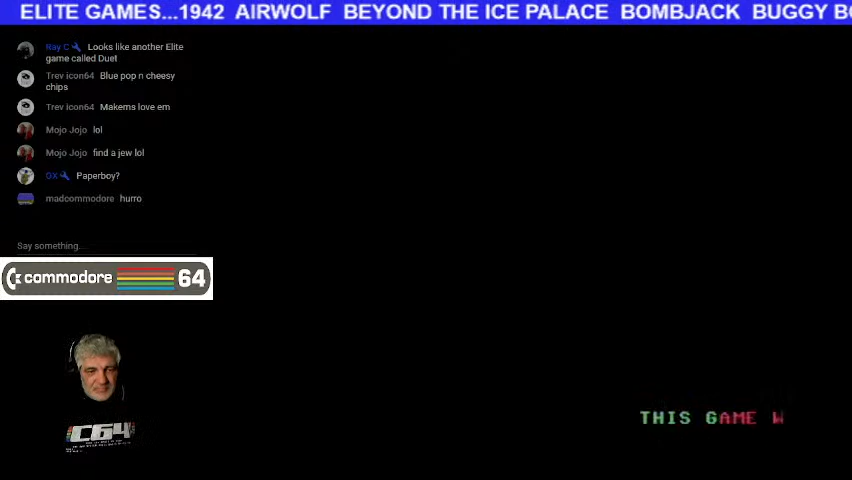 ELITE GAMES...1942 AIRWOLF BEYOND THE ICE PALACE BOMBJACK BUGGY BO
Ray C Looks like another Elite
game called Duet
Trev icon64 Blue pop n cheesy
chips
Trev icon64 Makems love em
Mojo Jojo lol
Mojo Jojo find a jew lol
GX Paperboy?
madcommodore hurro
Say something...
commodore 64
C64
THIS GAME W